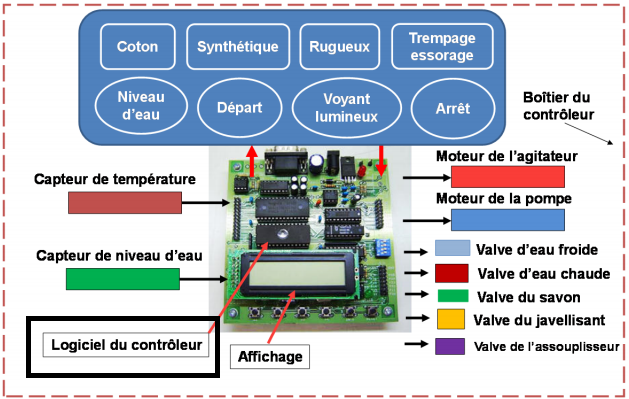 Coton
Synthétique
Rugueux
Trempage
essorage
Niveau
d'eau
Départ
Voyant
lumineux
Arrêt
Boîtier du
contrôleur
Capteur de température
Moteur de l'agitateur
Moteur de la pompe
Capteur de niveau d'eau
Valve d'eau froide
Valve d'eau chaude
Valve du savon
Valve du javellisant
Valve de l'assouplisseur
Logiciel du contrôleur
Affichage